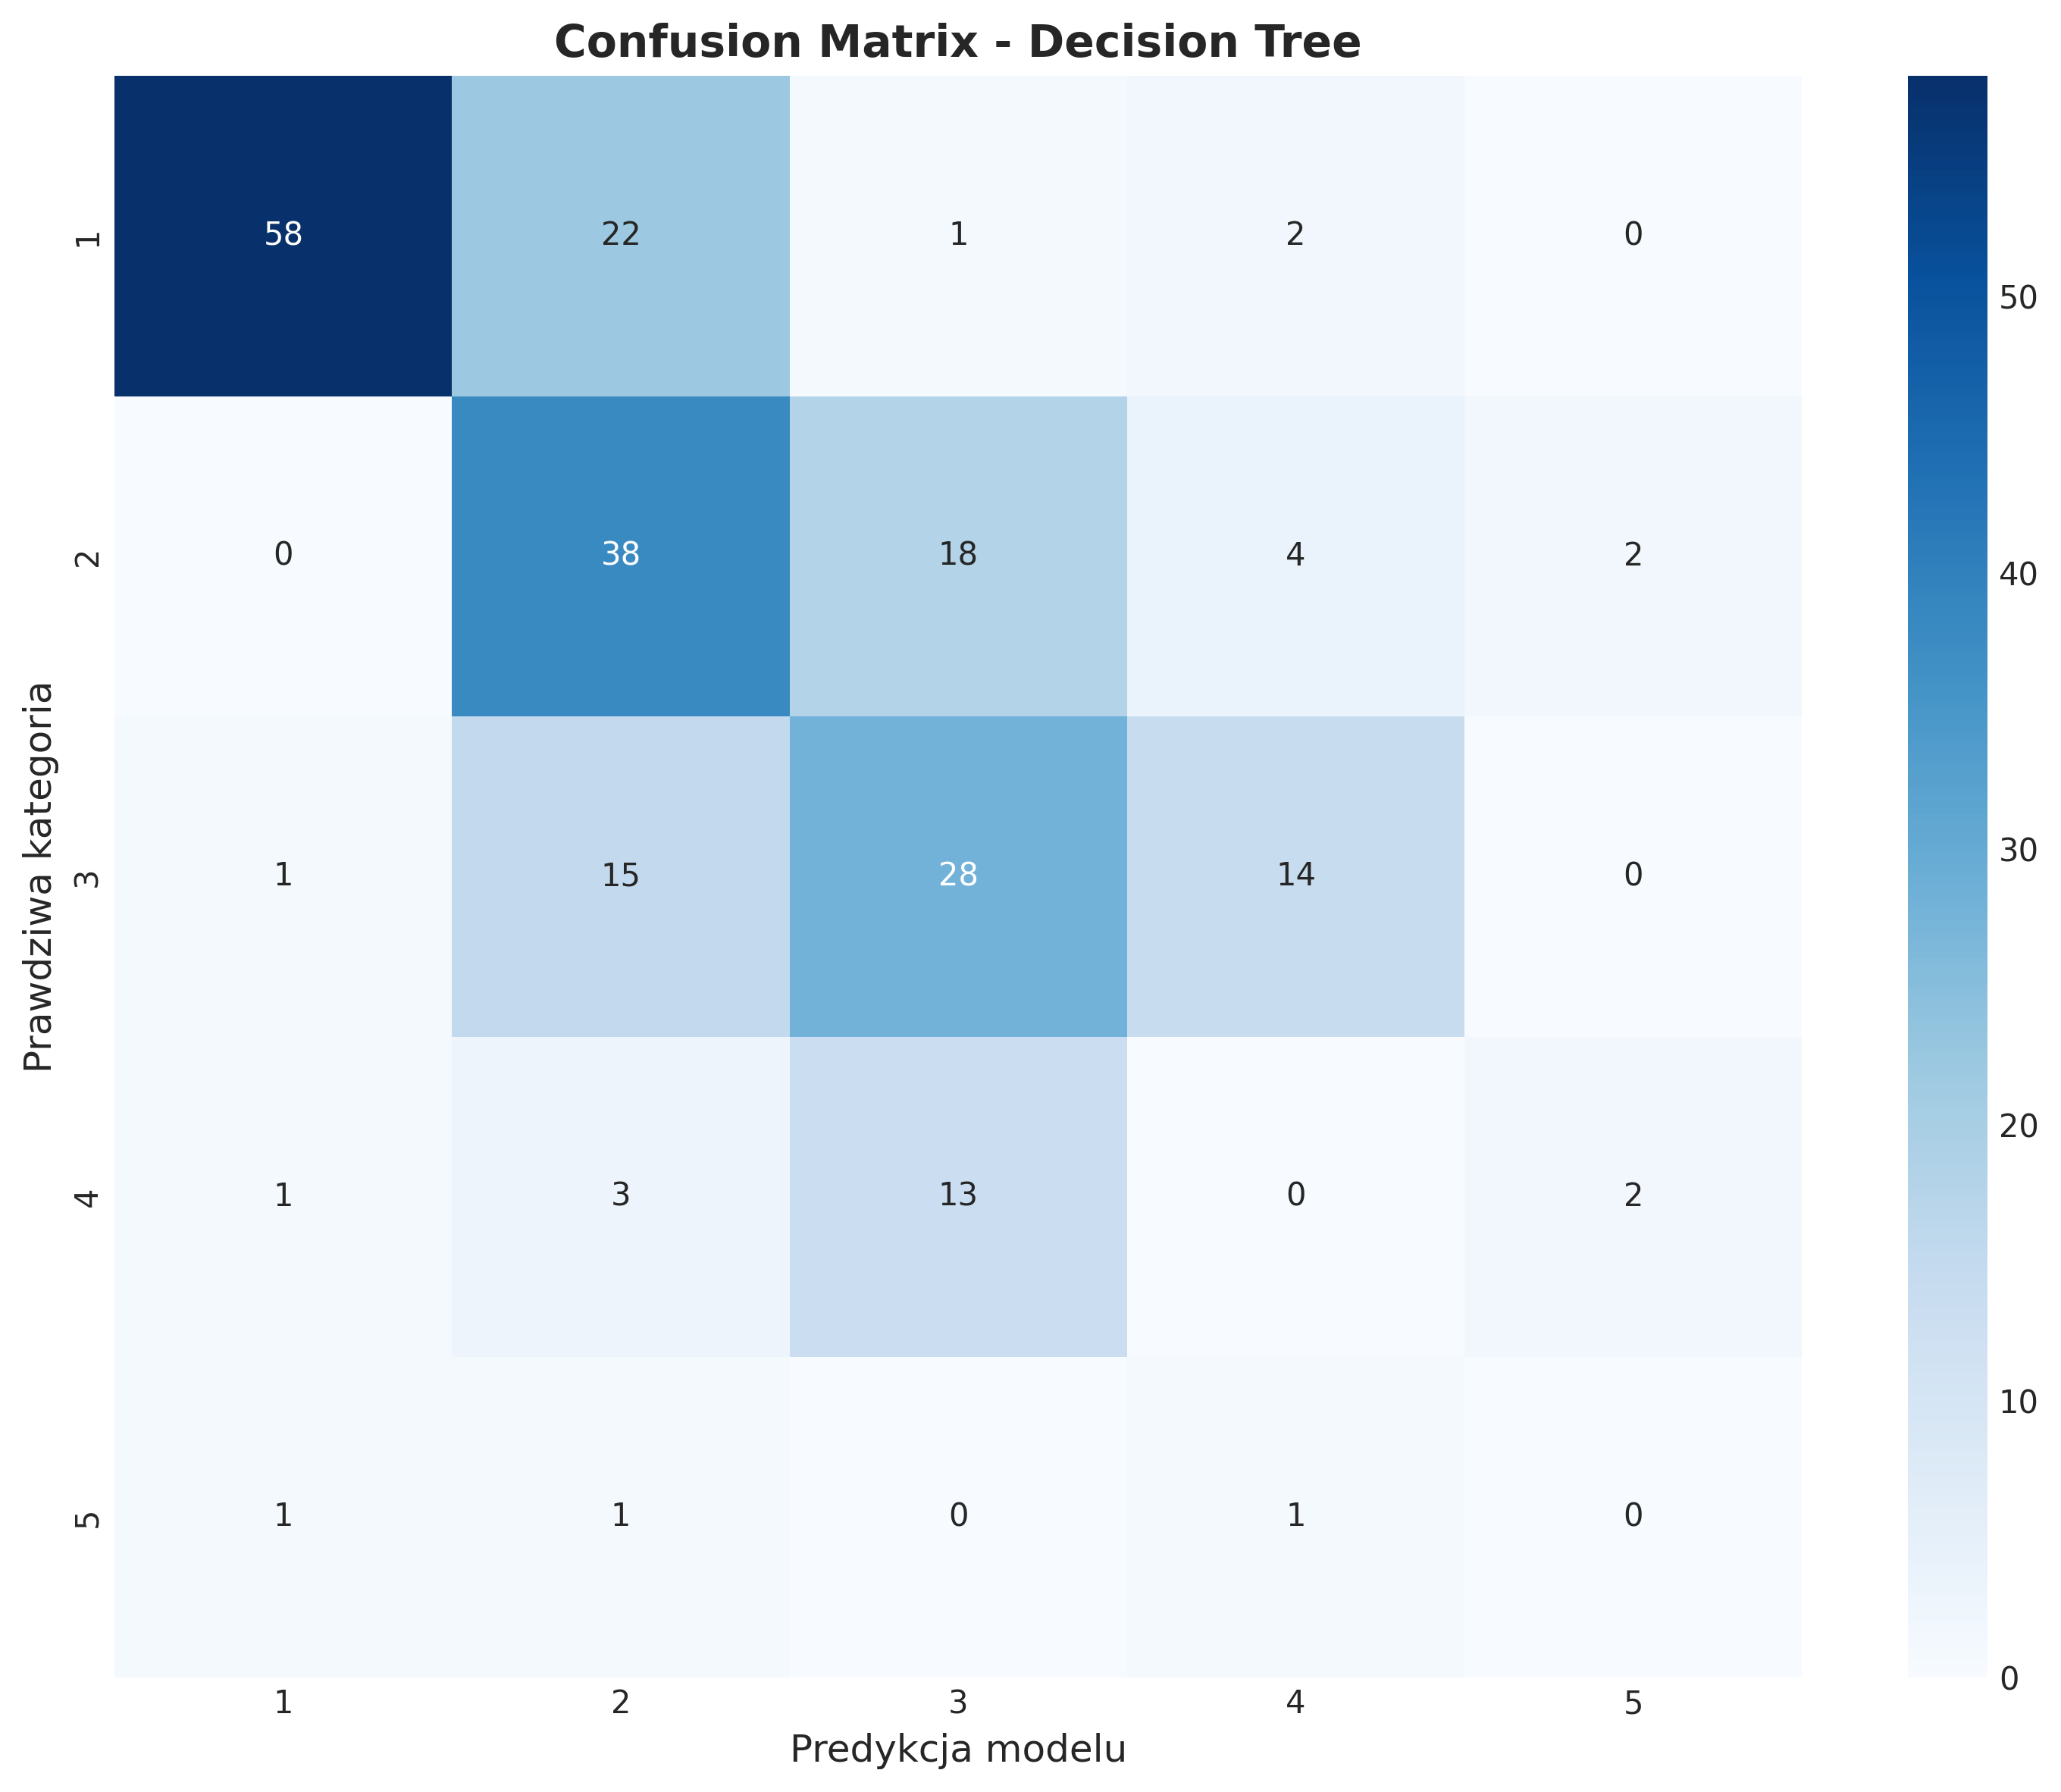 Confusion Matrix - Decision Tree
Prawdziwa kategoria
1 58 22 1 2 0
2 0 38 18 4 2
3 1 15 28 14 0
4 1 3 13 0 2
5 1 1 0 1 0
1 2 3 4 5
Predykcja modelu
50
40
30
20
10
0